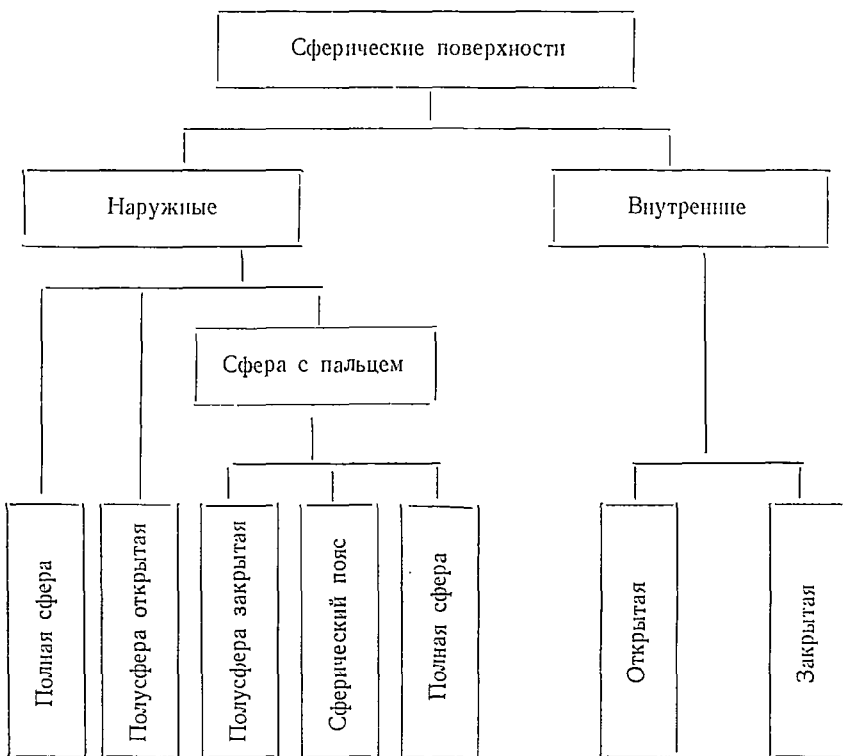 Сферические поверхности
Наружные
Внутренние
Сфера с пальцем
Полная сфера
Полусфера открытая
Полусфера закрытая
Сферический пояс
Полная сфера
Открытая
Закрытая